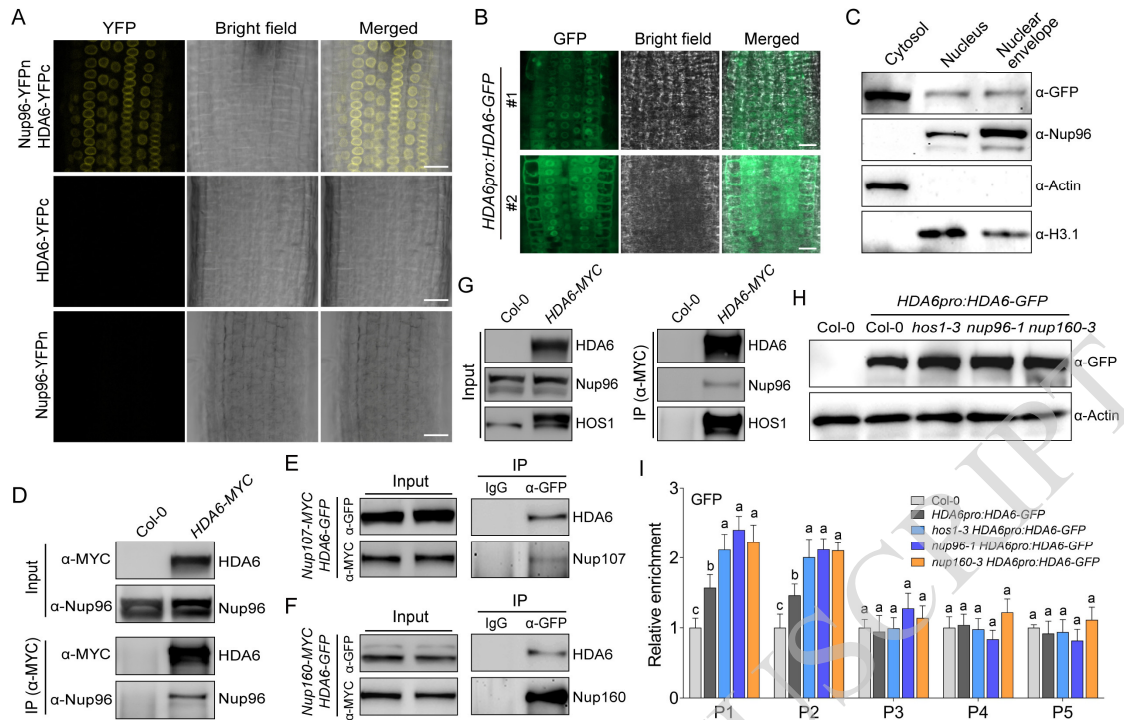 A
YFP
Bright field
Merged
Nup96-YFPn
HDA6-YFPc
HDA6-YFPc
Nup96-YFPn
B
GFP
Bright field
Merged
HDA6pro:HDA6-GFP
#1
#2
C
Cytosol
Nucleus
Nuclear
envelope
α-GFP
α-Nup96
α-Actin
α-H3.1
D
Col-0
HDA6-MYC
Input
α-MYC
HDA6
α-Nup96
Nup96
IP (α-MYC)
α-MYC
HDA6
α-Nup96
Nup96
E
Input
IP
IgG
α-GFP
Nup107-MYC
HDA6-GFP
α-GFP
HDA6
α-MYC
Nup107
F
Input
IP
IgG
α-GFP
Nup160-MYC
HDA6-GFP
α-GFP
HDA6
α-MYC
Nup160
G
Col-0
HDA6-MYC
Input
HDA6
Nup96
HOS1
Col-0
HDA6-MYC
IP (α-MYC)
HDA6
Nup96
HOS1
H
HDA6pro:HDA6-GFP
Col-0
Col-0
hos1-3
nup96-1
nup160-3
α-GFP
α-Actin
I
GFP
Relative enrichment
3
2
1
0
Col-0
HDA6pro:HDA6-GFP
hos1-3 HDA6pro:HDA6-GFP
nup96-1 HDA6pro:HDA6-GFP
nup160-3 HDA6pro:HDA6-GFP
c b a a a
c b a a a
a a a a a
a a a a a
a a a a a
P1
P2
P3
P4
P5
USCRIPT